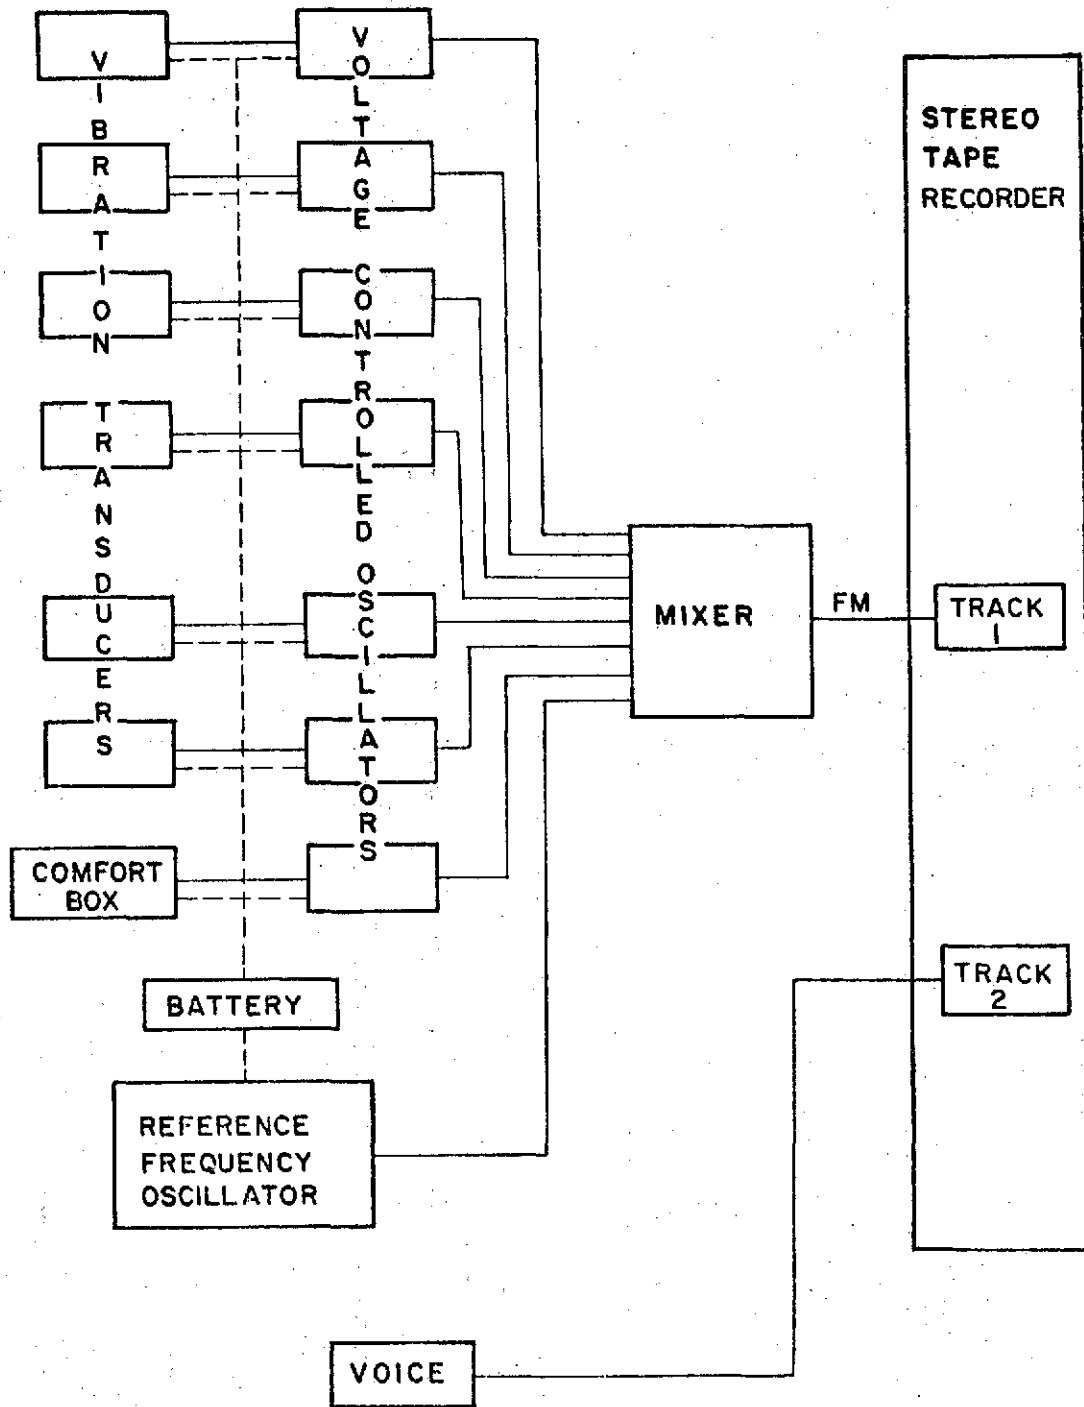 VIBRATION TRANSDUCERS
VOLTAGE CONTROLLED OSCILLATORS
STEREO
TAPE
RECORDER
MIXER
FM
TRACK
1
COMFORT
BOX
BATTERY
TRACK
2
REFERENCE
FREQUENCY
OSCILLATOR
VOICE